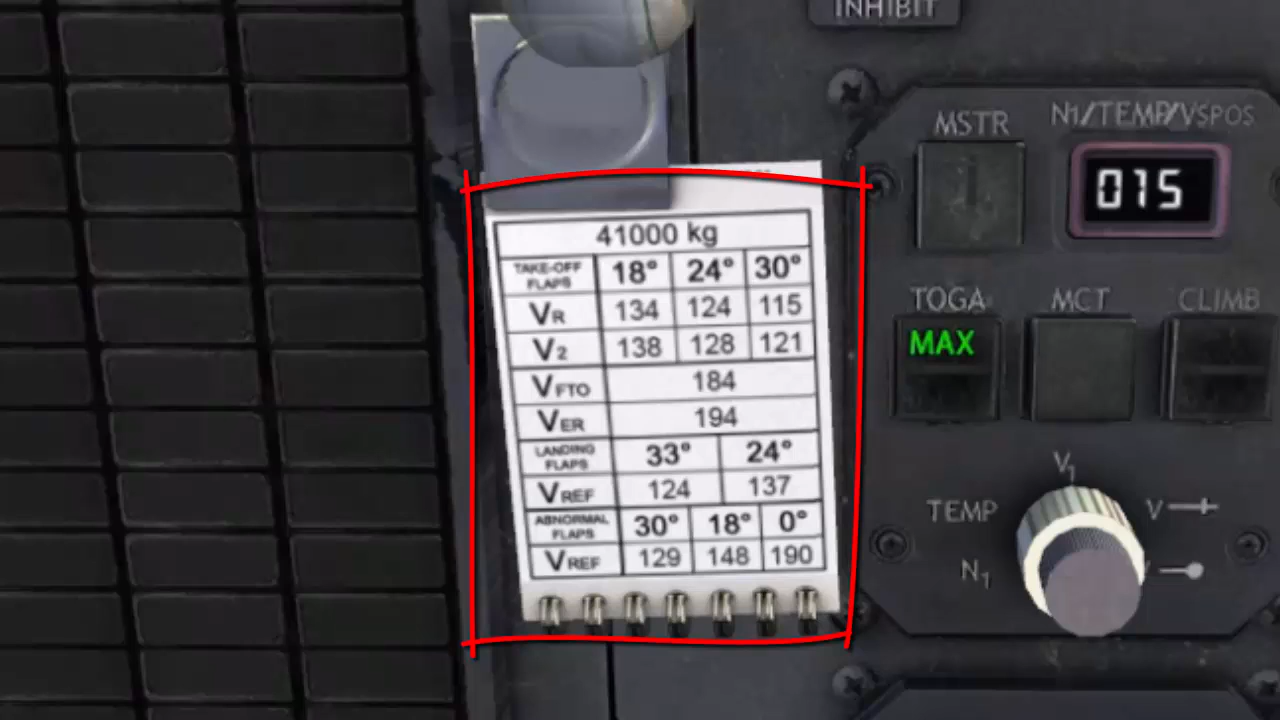 INHIBIT
MSTR
N1/TEMP/VSPOS
015
TOGA
MCT
CLIMB
MAX
V1
TEMP
V
N1
41000 kg
TAKE-OFF FLAPS 18° 24° 30°
VR 134 124 115
V2 138 128 121
VFTO 184
VER 194
LANDING FLAPS 33° 24°
VREF 124 137
ABNORMAL FLAPS 30° 18° 0°
VREF 129 148 190